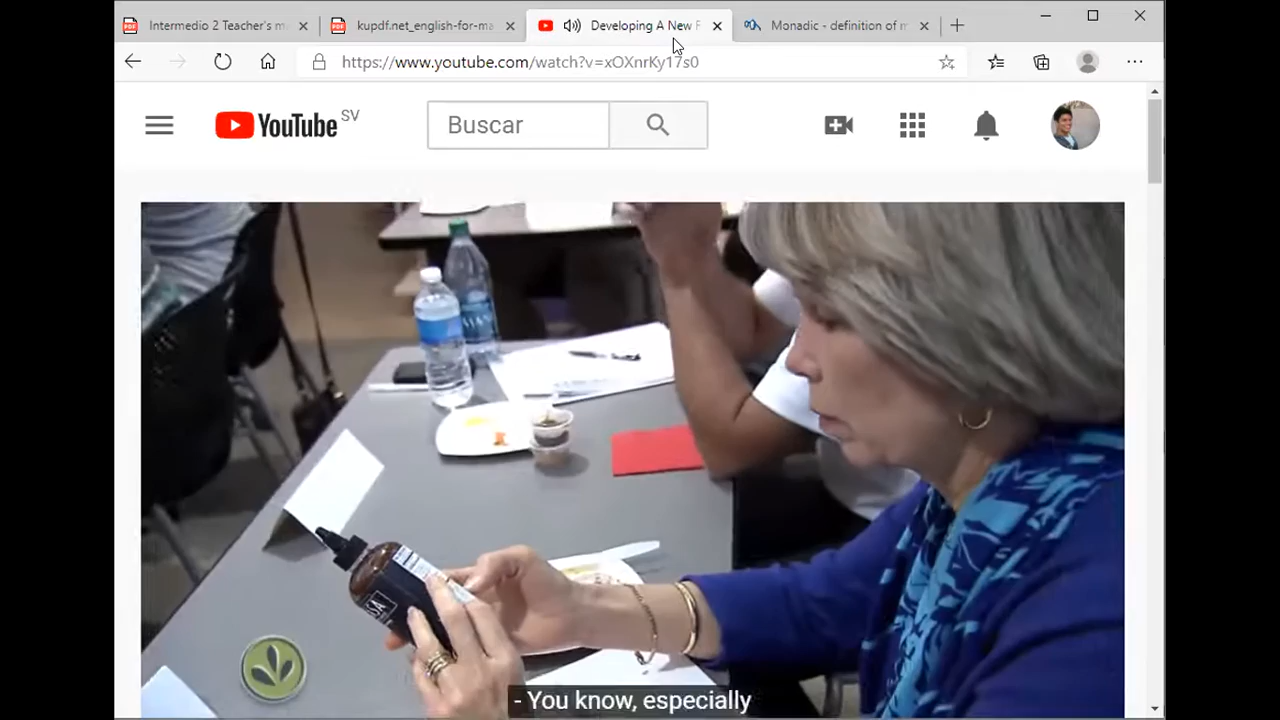 Intermedio 2 Teacher's m
kupdf.net_english-for-ma
Developing A New F
Monadic - definition of m
https://www.youtube.com/watch?v=xOXnrKy17s0
YouTube SV
Buscar
- You know, especially